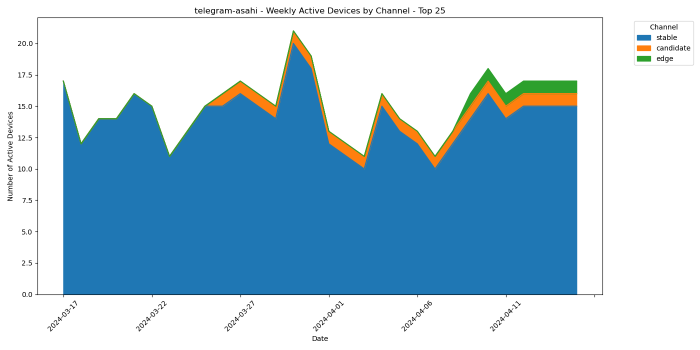 telegram-asahi - Weekly Active Devices by Channel - Top 25
Channel
stable
candidate
edge
Number of Active Devices
20.0
17.5
15.0
12.5
10.0
7.5
5.0
2.5
0.0
2024-03-17
2024-03-22
2024-03-27
2024-04-01
2024-04-06
2024-04-11
Date